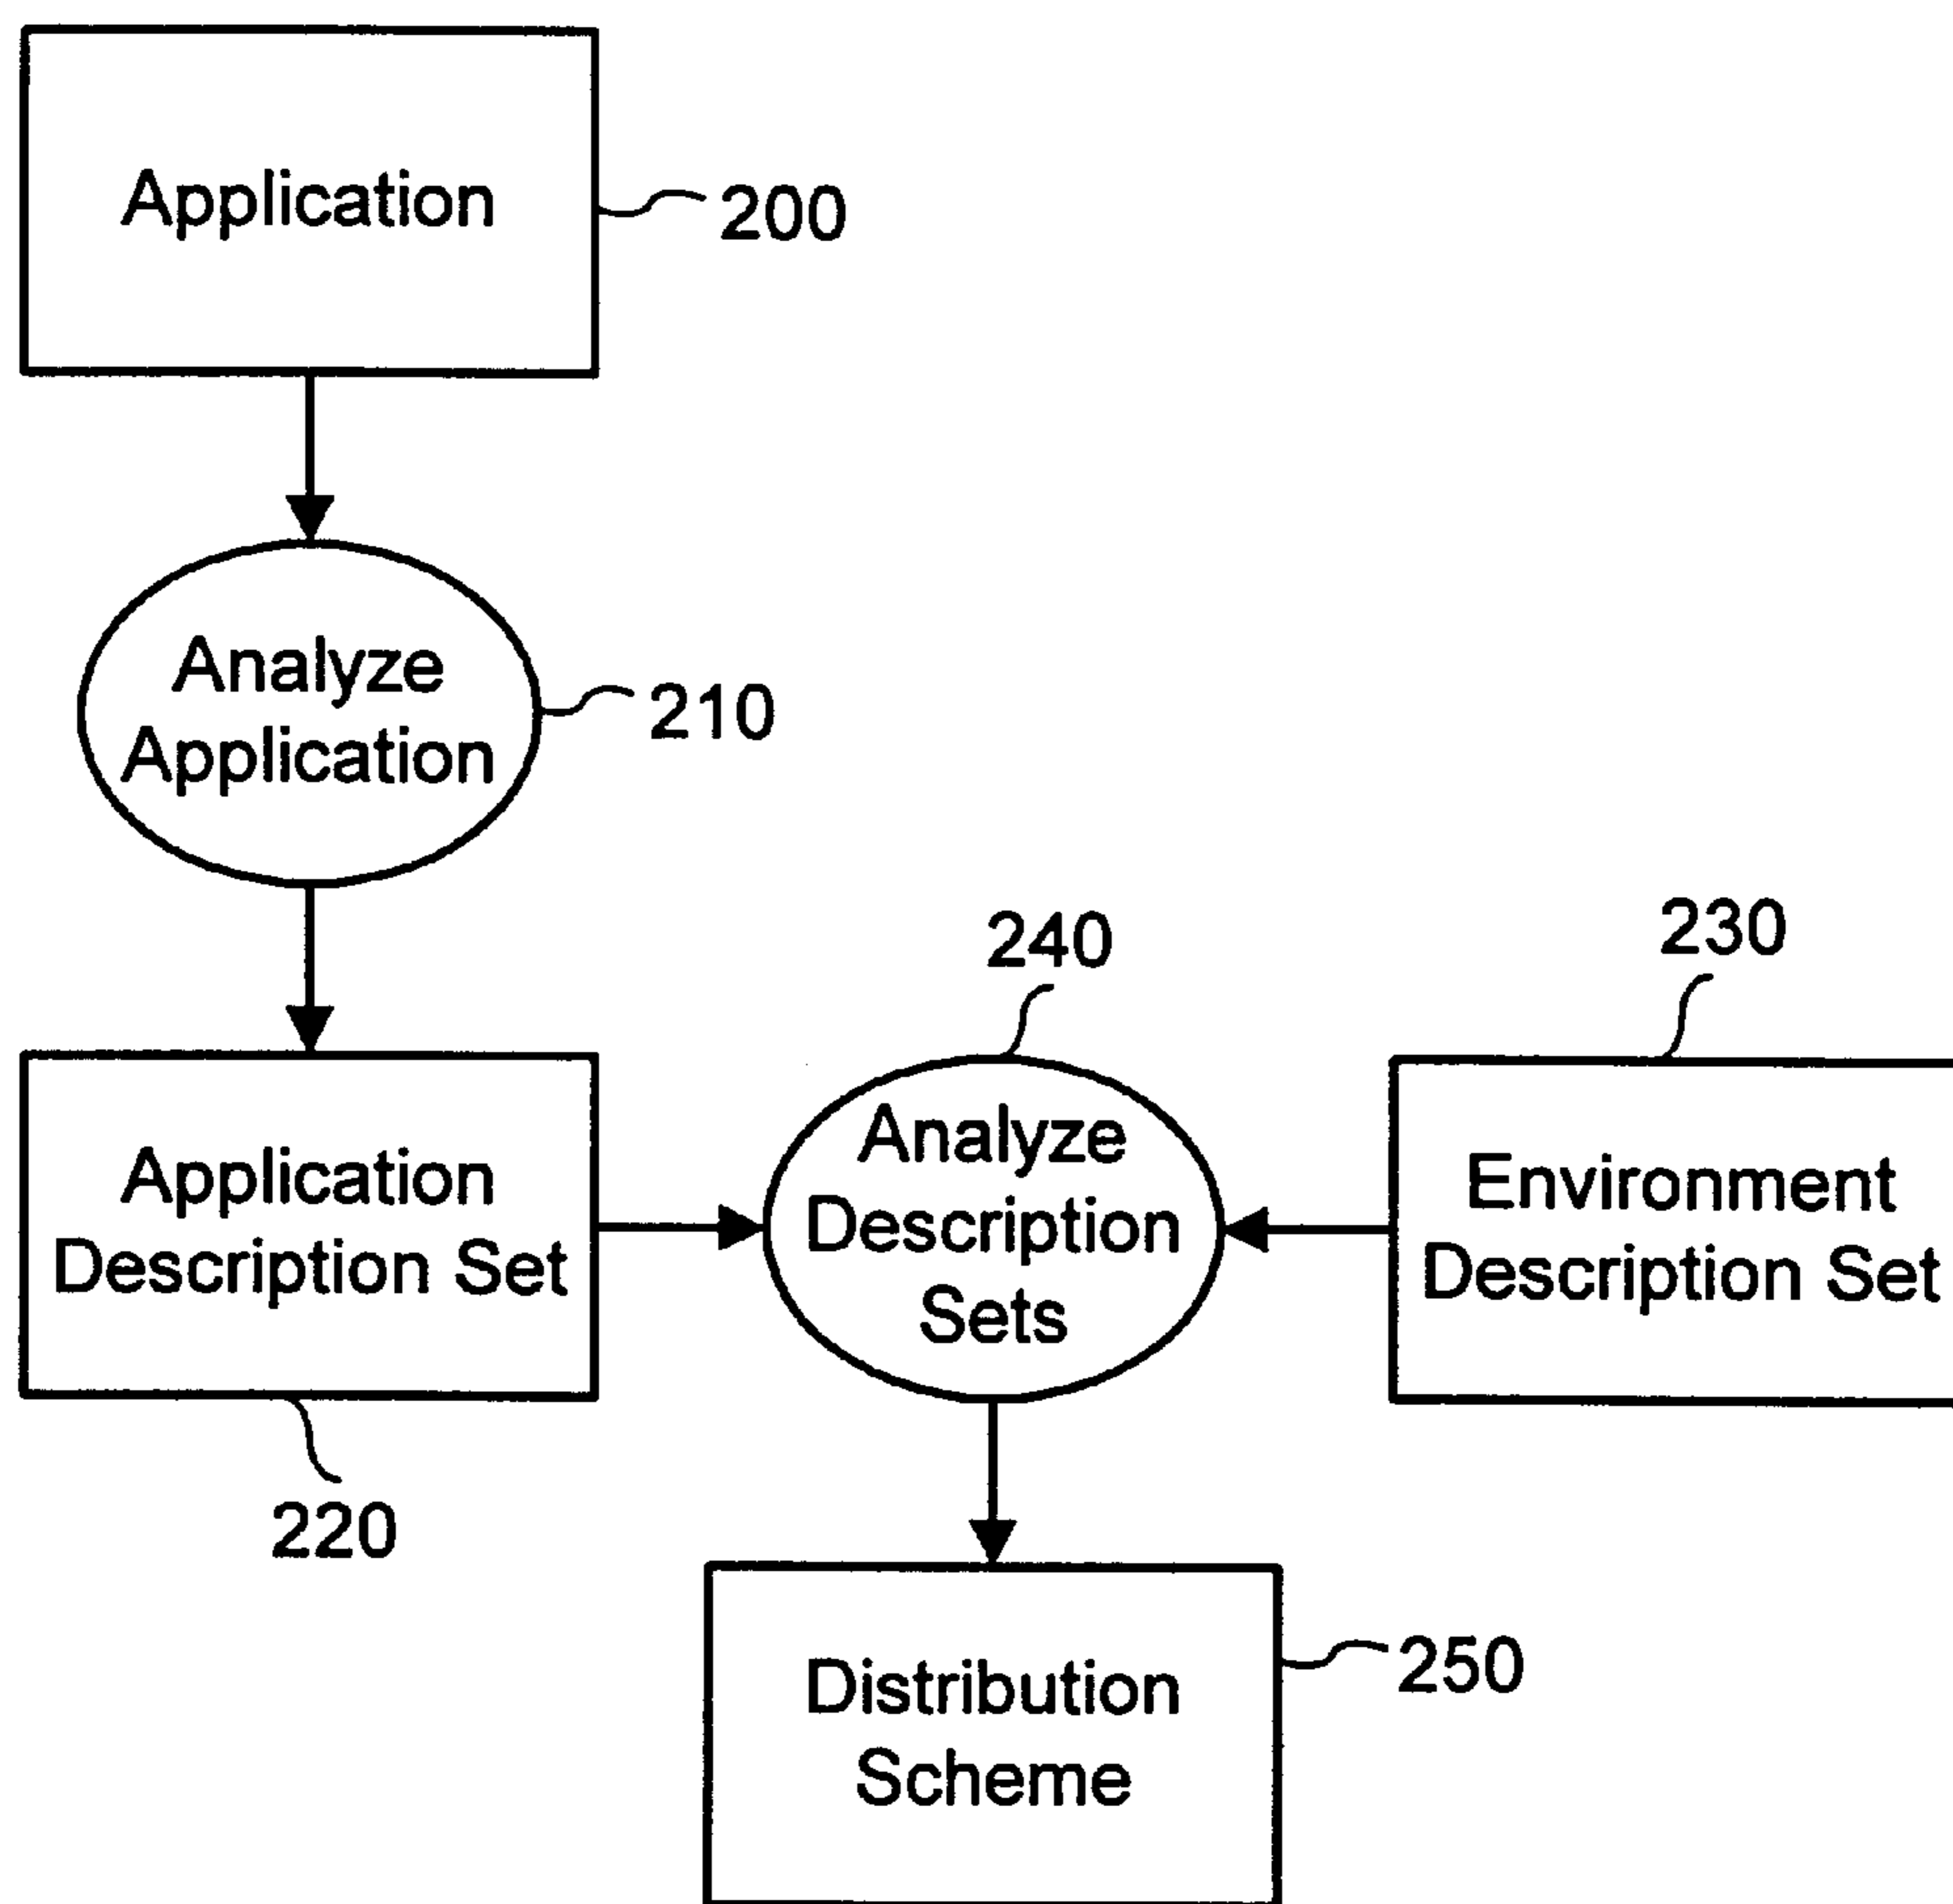 Application
200
Analyze
Application
210
240
230
Application
Description Set
Analyze
Description
Sets
Environment
Description Set
220
Distribution
Scheme
250